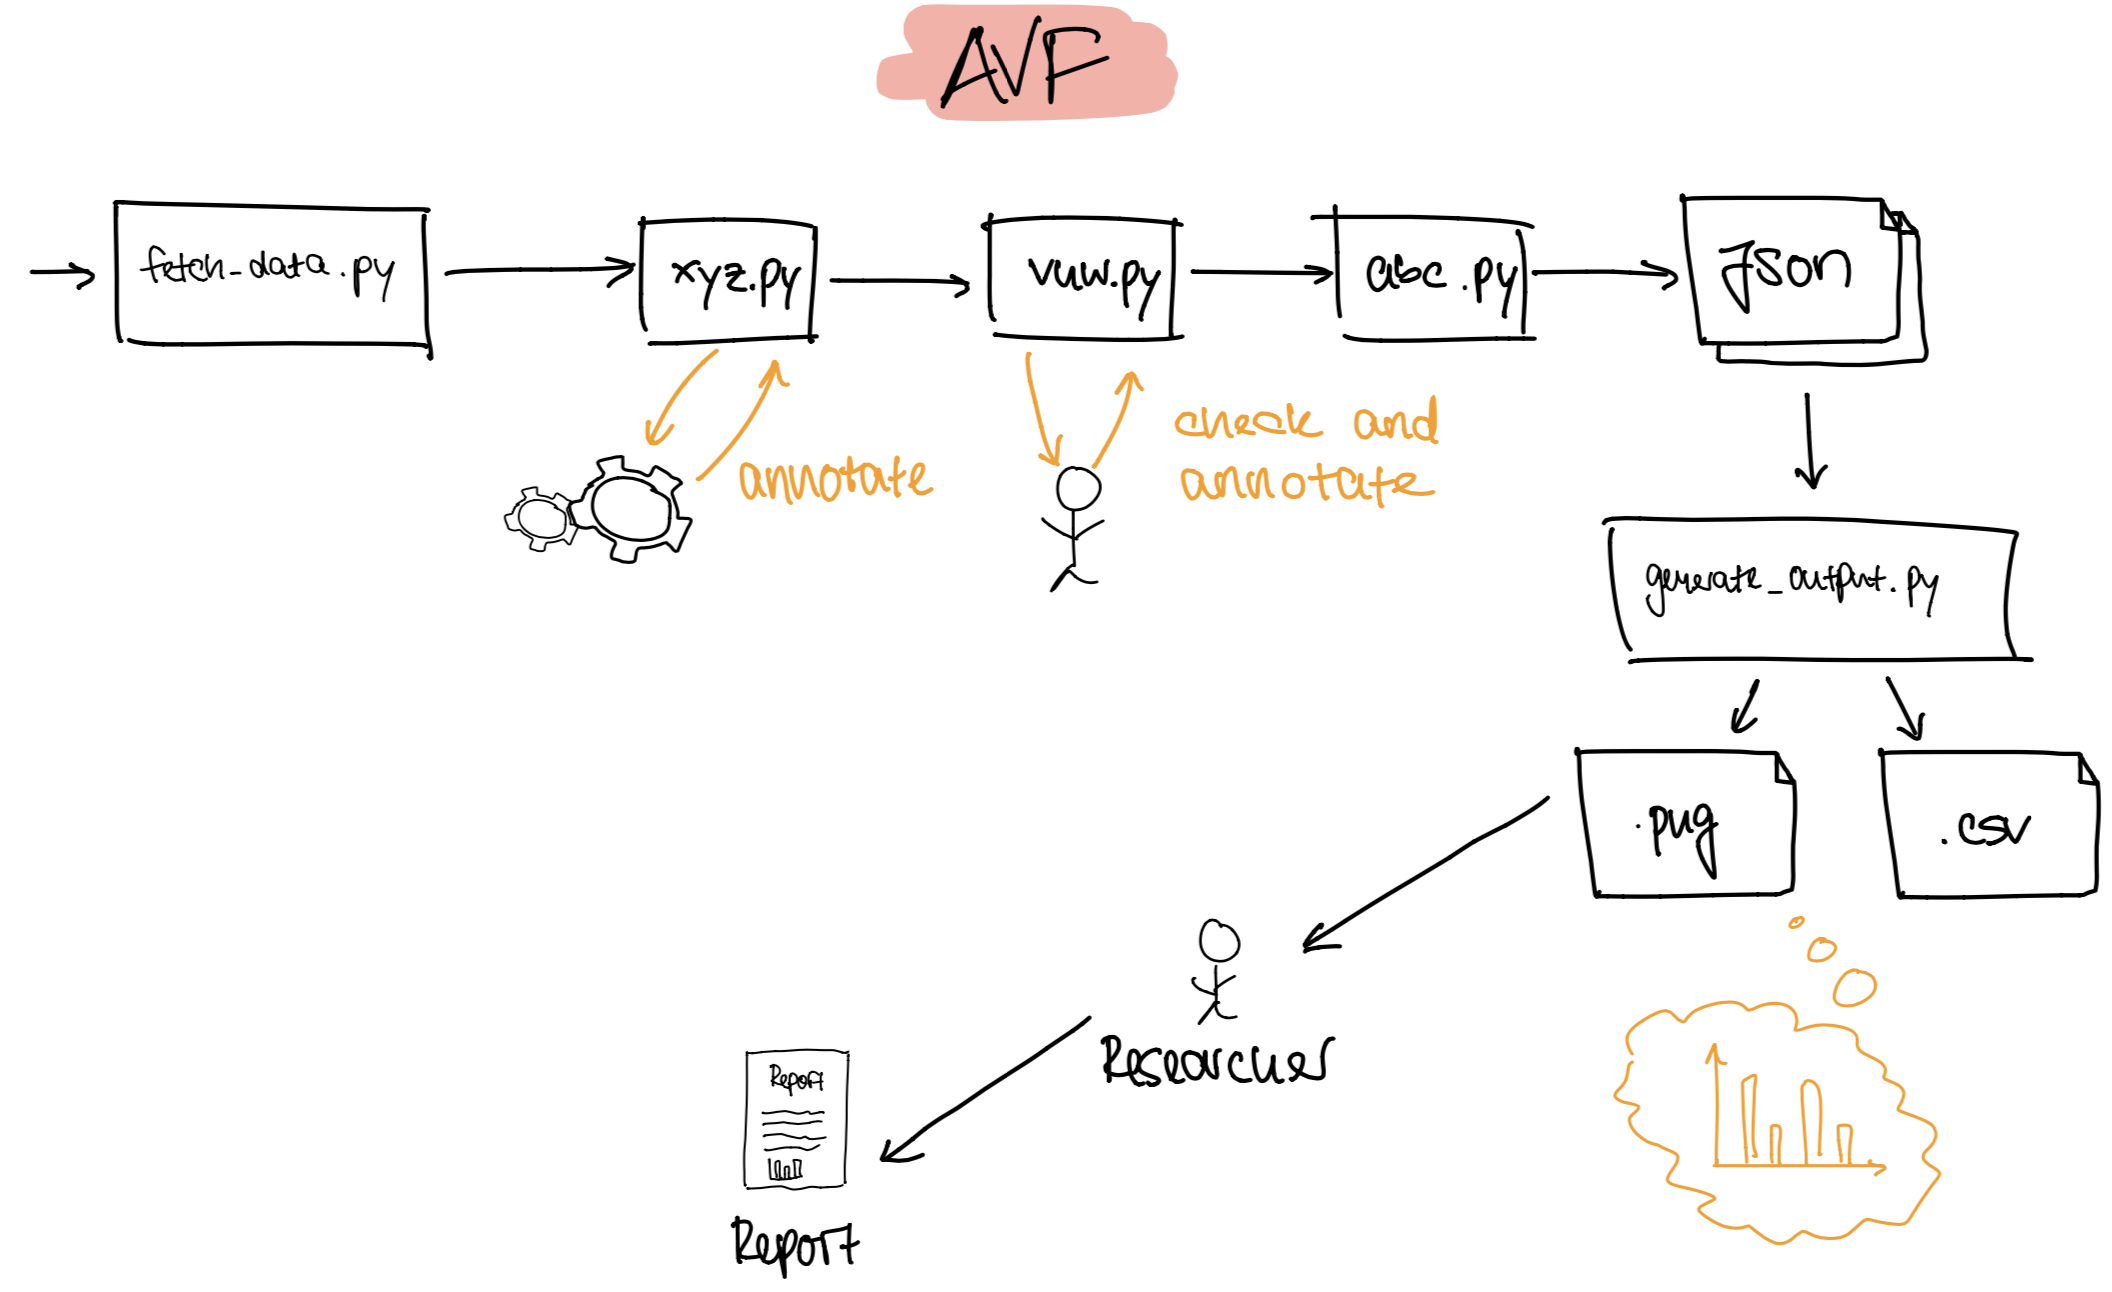 AVF
fetch_data.py
xyz.py
vuw.py
abc.py
Json
annotate
check and
annotate
generate_output.py
.png
.csv
Researcher
Report
Report